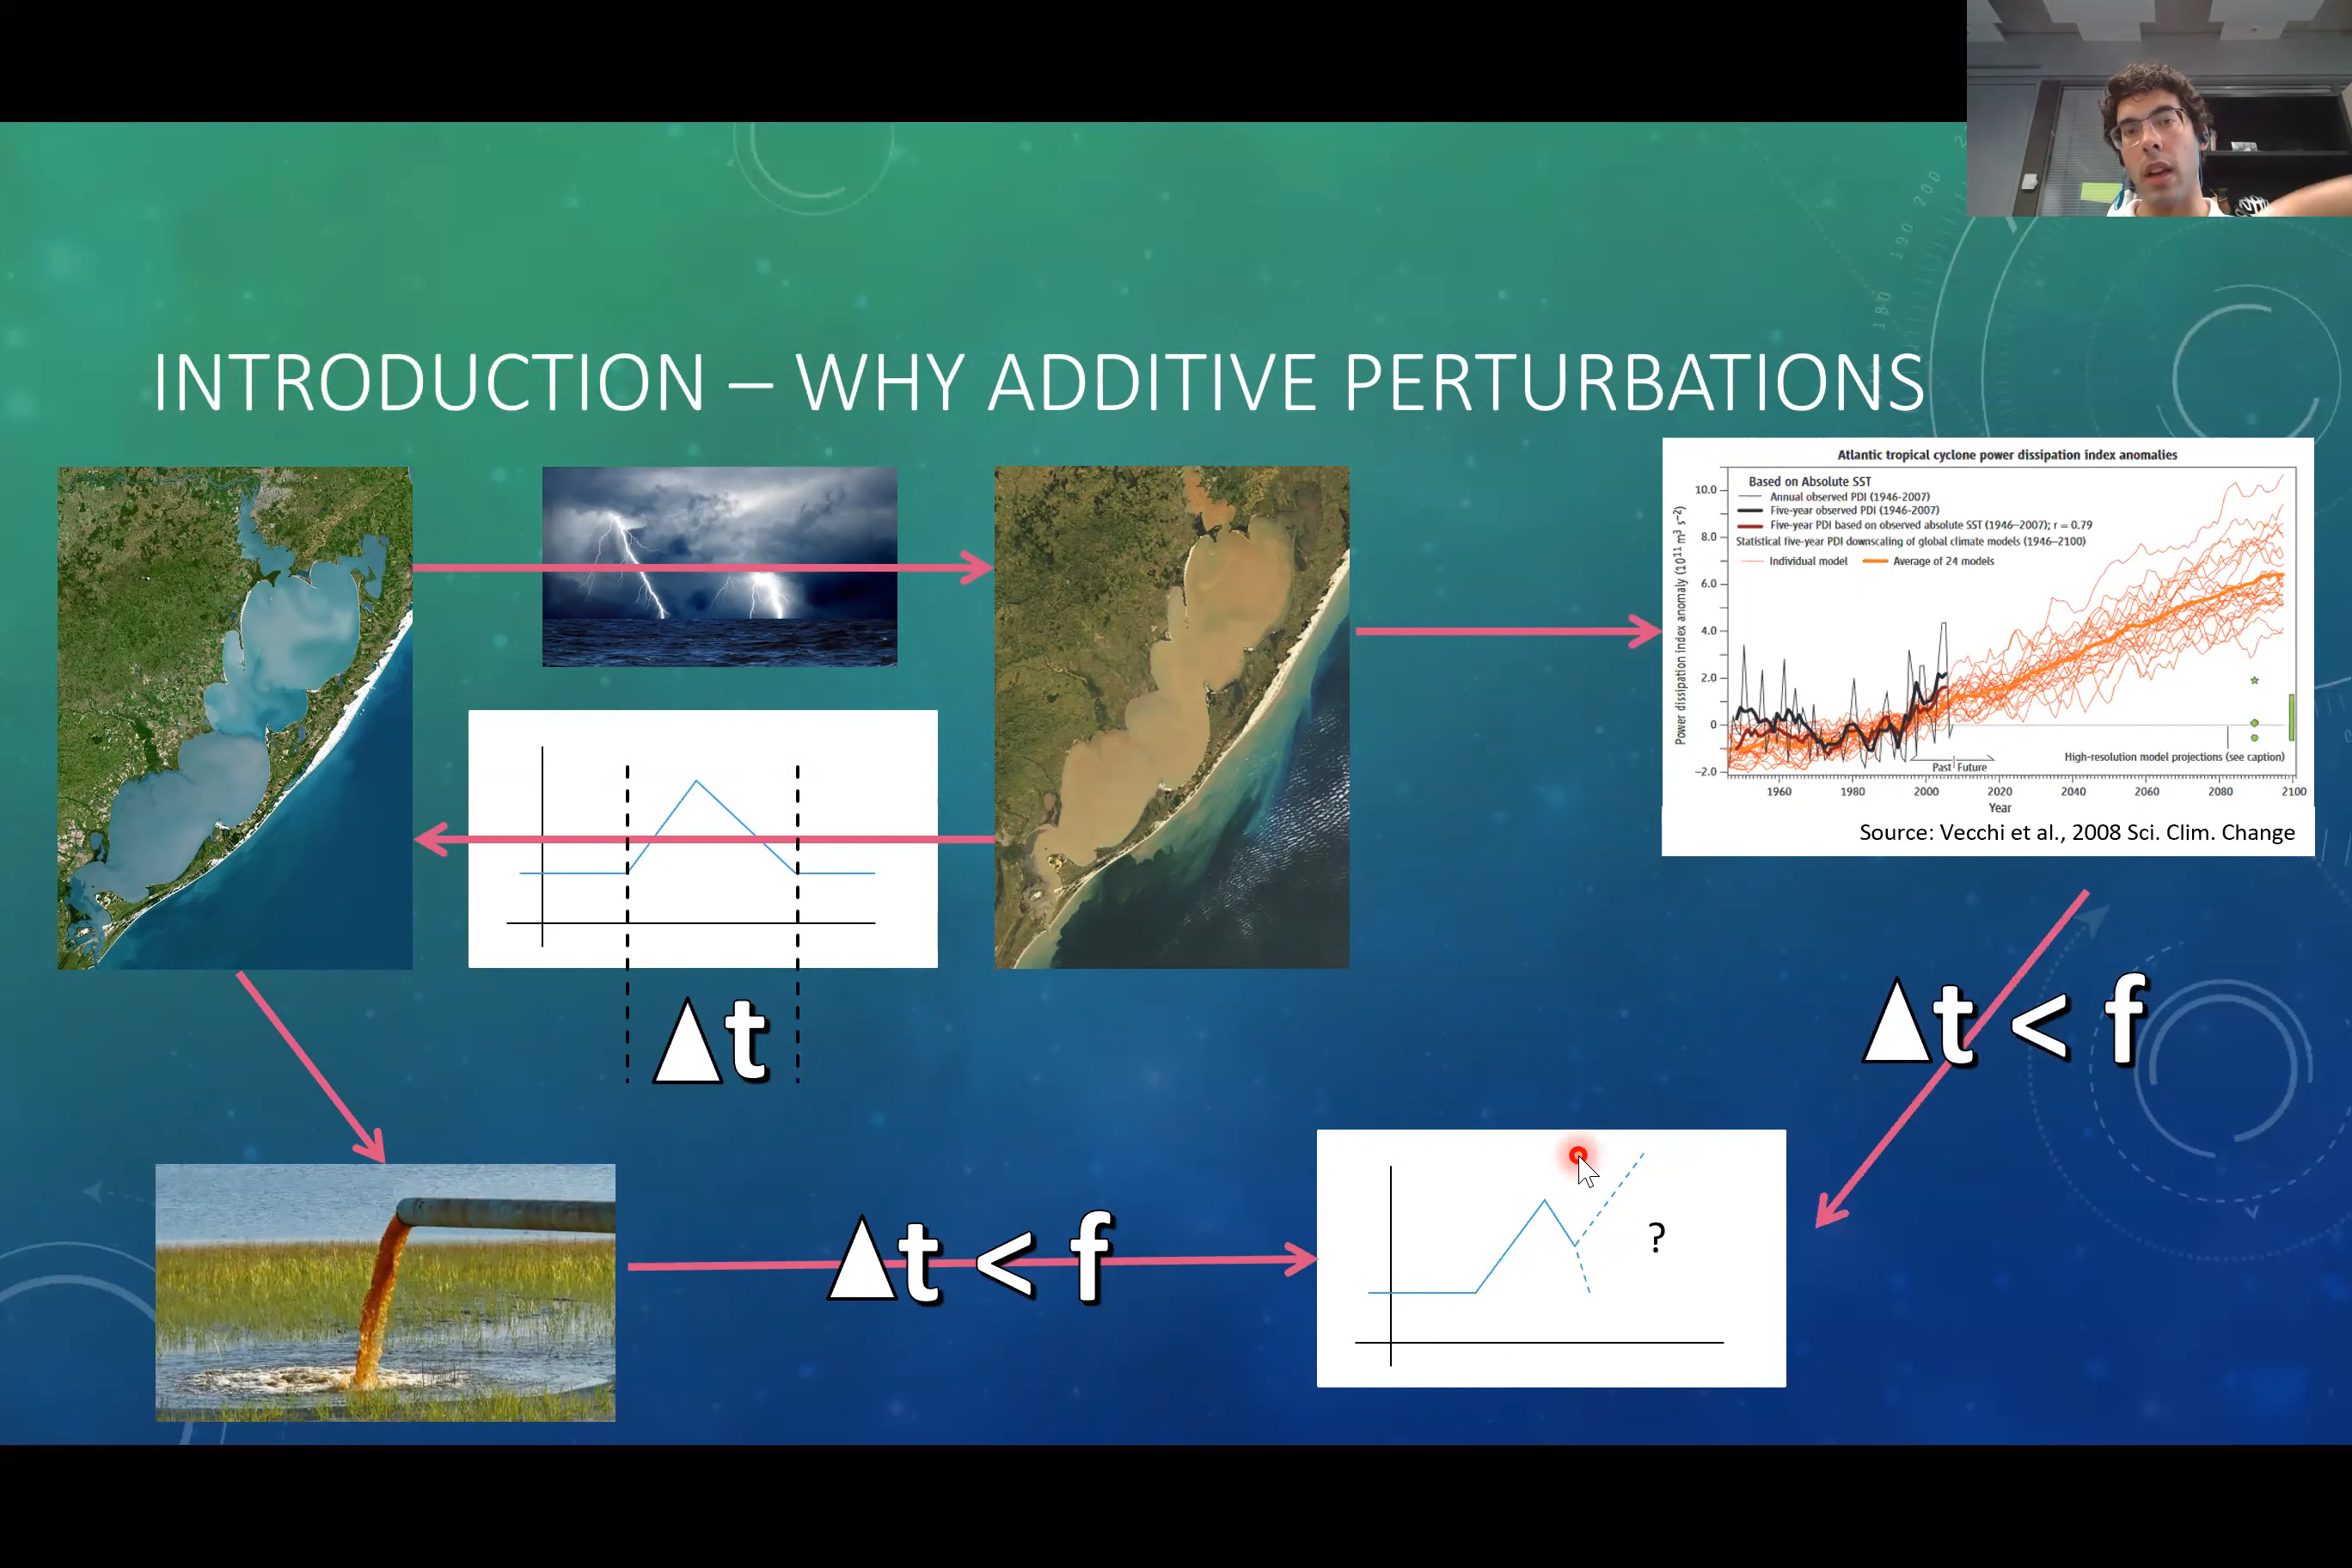 INTRODUCTION – WHY ADDITIVE PERTURBATIONS
Atlantic tropical cyclone power dissipation index anomalies
Based on Absolute SST
Annual observed PDI (1946-2007)
Five-year observed PDI (1946-2007)
Five-year PDI based on observed absolute SST (1946–2007); r = 0.79
Statistical five-year PDI downscaling of global climate models (1946–2100)
Individual model
Average of 24 models
Power dissipation index anomaly (10¹¹ m³ s⁻²)
10.0
8.0
6.0
4.0
2.0
0
–2.0
High-resolution model projections (see caption)
Past Future
1960 1980 2000 2020 2040 2060 2080 2100
Year
Source: Vecchi et al., 2008 Sci. Clim. Change
Δt
Δt < f
Δt < f
?
180 190 200